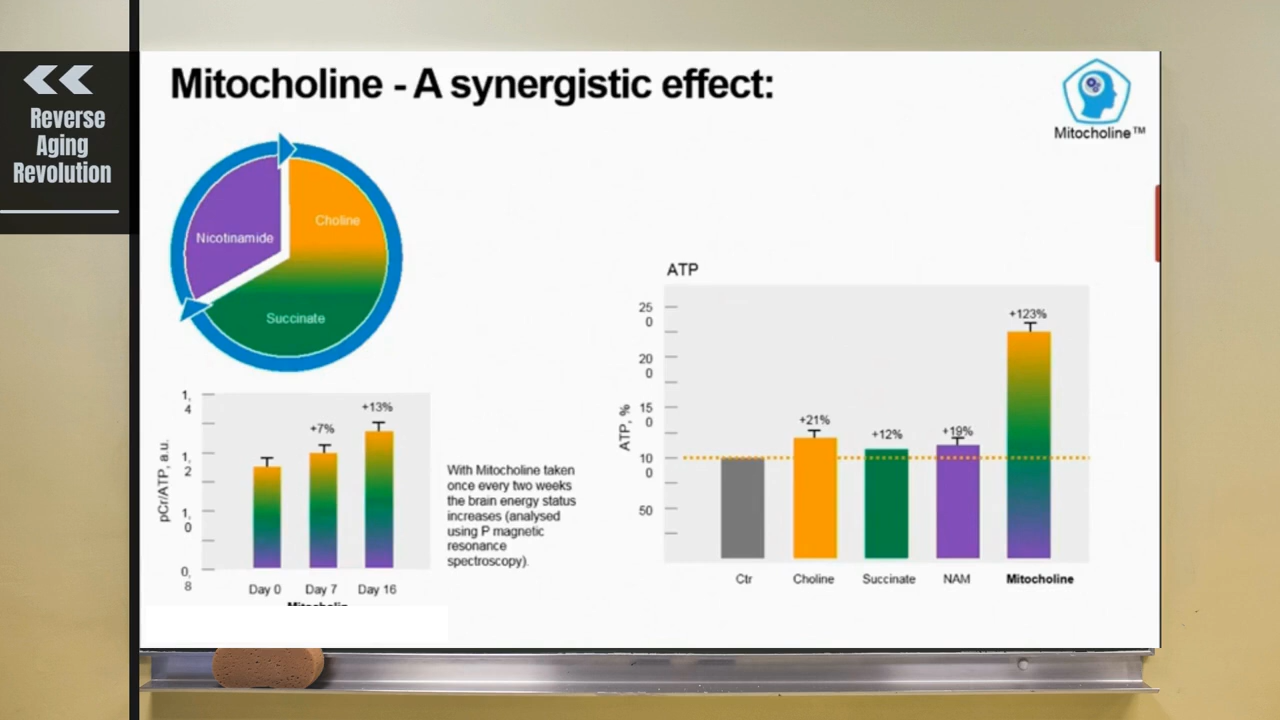 Reverse
Aging
Revolution
Mitocholine - A synergistic effect:
Mitocholine™
Nicotinamide
Choline
Succinate
pCr/ATP, a.u.
1,
4
1,
2
1,
0
0,
8
+7%
+13%
Day 0 Day 7 Day 16
With Mitocholine taken
once every two weeks
the brain energy status
increases (analysed
using P magnetic
resonance
spectroscopy).
ATP
ATP, %
25
0
20
0
15
0
10
0
50
+21%
+12%
+19%
+123%
Ctr Choline Succinate NAM Mitocholine